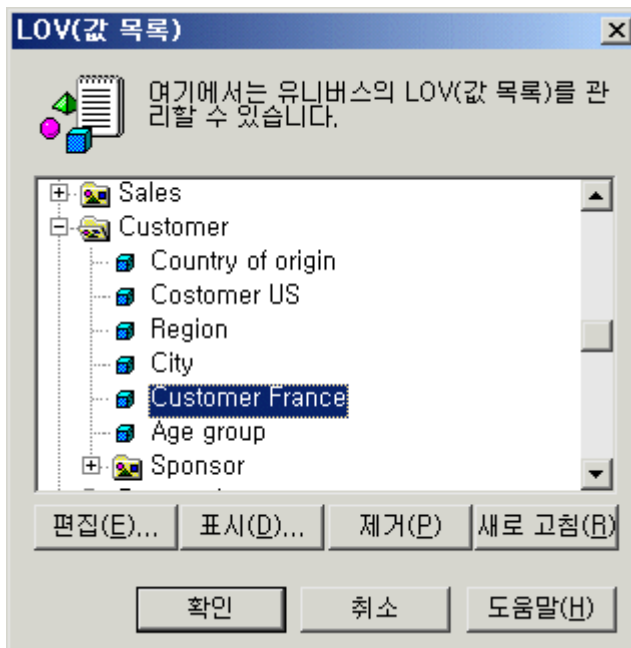 LOV(값 목록)
여기에서는 유니버스의 LOV(값 목록)를 관
리할 수 있습니다.
Sales
Customer
Country of origin
Costomer US
Region
City
Customer France
Age group
Sponsor
편집(E)... 표시(D)... 제거(P) 새로 고침(R)
확인 취소 도움말(H)